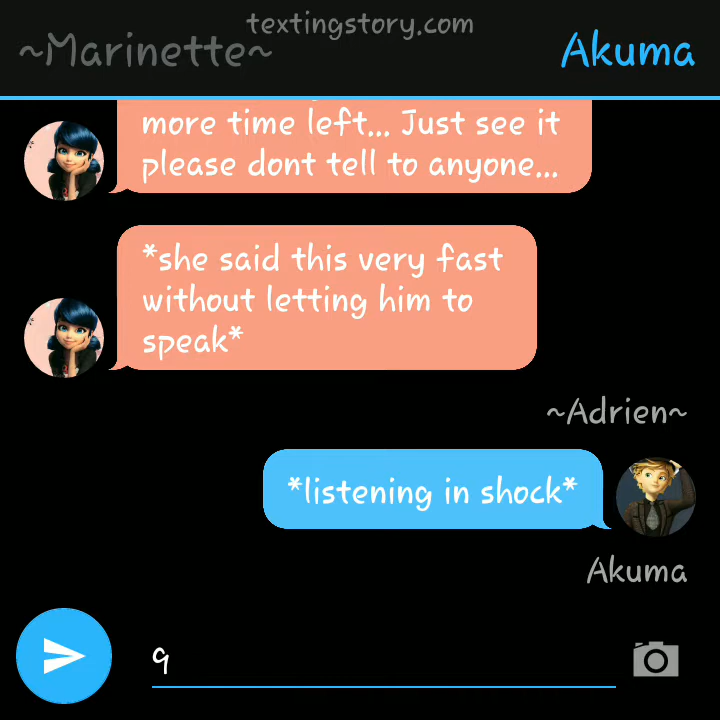 textingstory.com
~Marinette~
Akuma
more time left... Just see it
please dont tell to anyone...
*she said this very fast
without letting him to
speak*
~Adrien~
*listening in shock*
Akuma
q